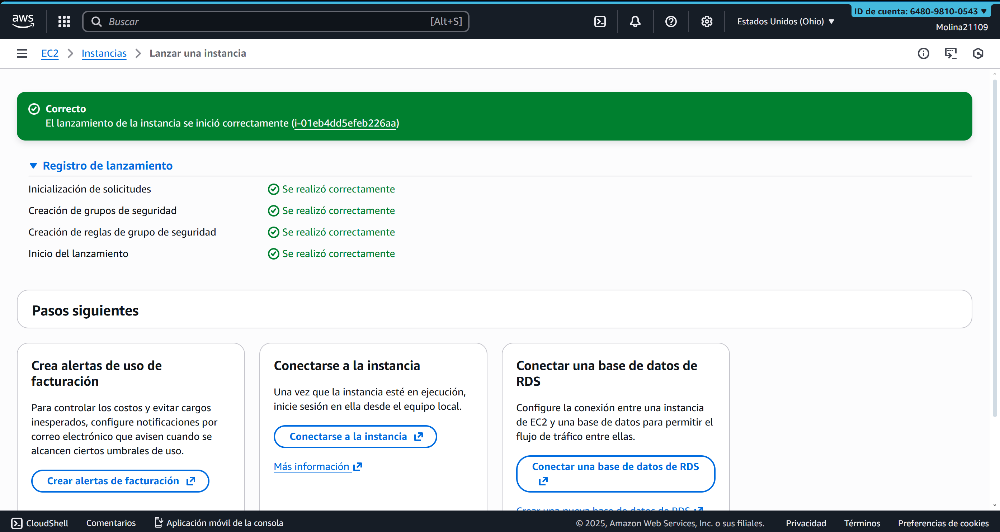 aws
Buscar
[Alt+S]
Estados Unidos (Ohio)
ID de cuenta: 6480-9810-0543
Molina21109
EC2
Instancias
Lanzar una instancia
Correcto
El lanzamiento de la instancia se inició correctamente (i-01eb4dd5efeb226aa)
Registro de lanzamiento
Inicialización de solicitudes
Se realizó correctamente
Creación de grupos de seguridad
Se realizó correctamente
Creación de reglas de grupo de seguridad
Se realizó correctamente
Inicio del lanzamiento
Se realizó correctamente
Pasos siguientes
Crea alertas de uso de
facturación
Para controlar los costos y evitar cargos
inesperados, configure notificaciones por
correo electrónico que avisen cuando se
alcancen ciertos umbrales de uso.
Crear alertas de facturación
Conectarse a la instancia
Una vez que la instancia esté en ejecución,
inicie sesión en ella desde el equipo local.
Conectarse a la instancia
Más información
Conectar una base de datos de
RDS
Configure la conexión entre una instancia
de EC2 y una base de datos para permitir el
flujo de tráfico entre ellas.
Conectar una base de datos de RDS
Crear una nueva base de datos de RDS
CloudShell
Comentarios
Aplicación móvil de la consola
© 2025, Amazon Web Services, Inc. o sus filiales.
Privacidad
Términos
Preferencias de cookies